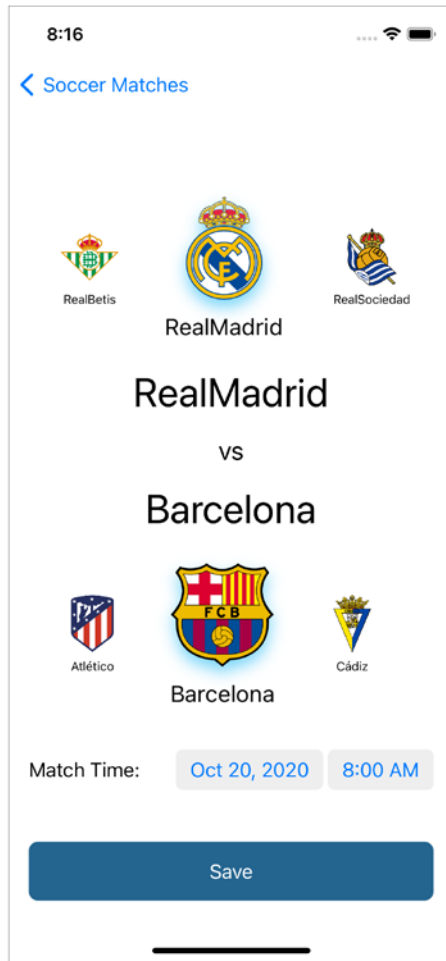 8:16
Soccer Matches
RealBetis
RealMadrid
RealSociedad
RealMadrid
vs
Barcelona
FCB
Atlético
Barcelona
Cádiz
Match Time: Oct 20, 2020 8:00 AM
Save